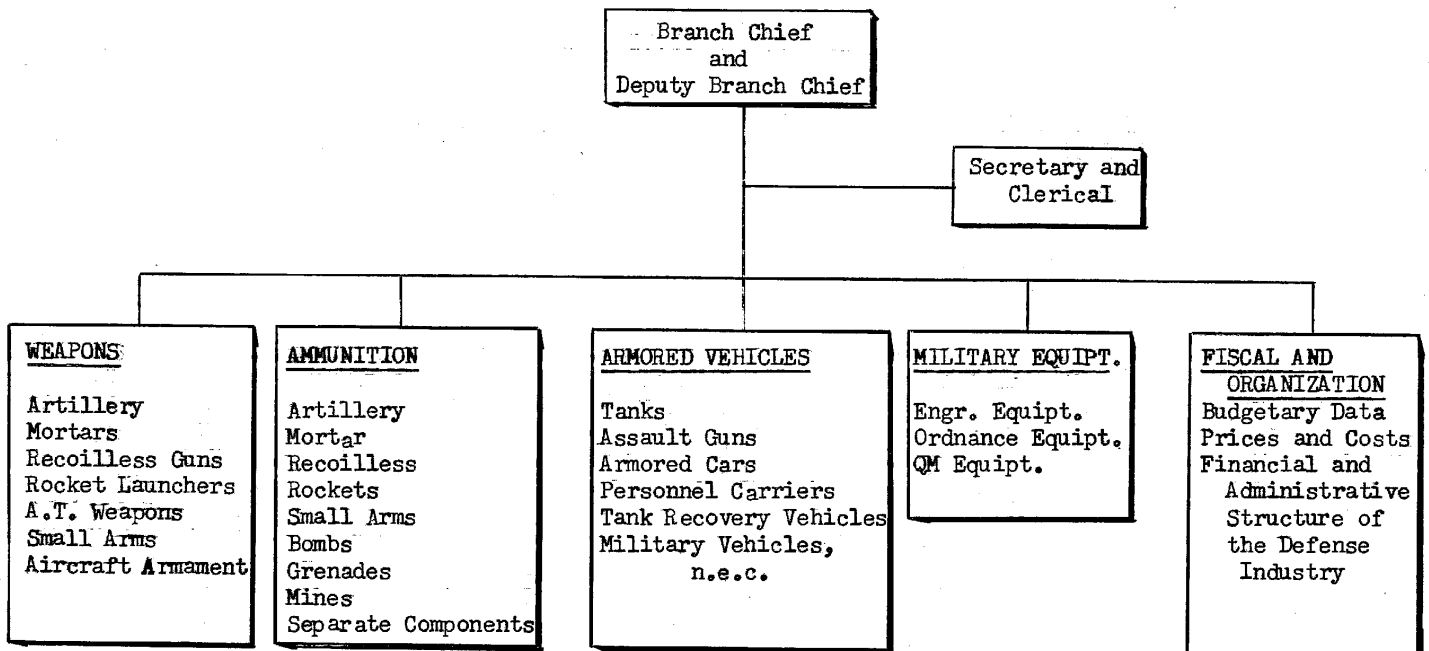 Branch Chief
and
Deputy Branch Chief
Secretary and
Clerical
WEAPONS
Artillery
Mortars
Recoilless Guns
Rocket Launchers
A.T. Weapons
Small Arms
Aircraft Armament
AMMUNITION
Artillery
Mortar
Recoilless
Rockets
Small Arms
Bombs
Grenades
Mines
Separate Components
ARMORED VEHICLES
Tanks
Assault Guns
Armored Cars
Personnel Carriers
Tank Recovery Vehicles
Military Vehicles,
n.e.c.
MILITARY EQUIPT.
Engr. Equipt.
Ordnance Equipt.
QM Equipt.
FISCAL AND
ORGANIZATION
Budgetary Data
Prices and Costs
Financial and
Administrative
Structure of
the Defense
Industry